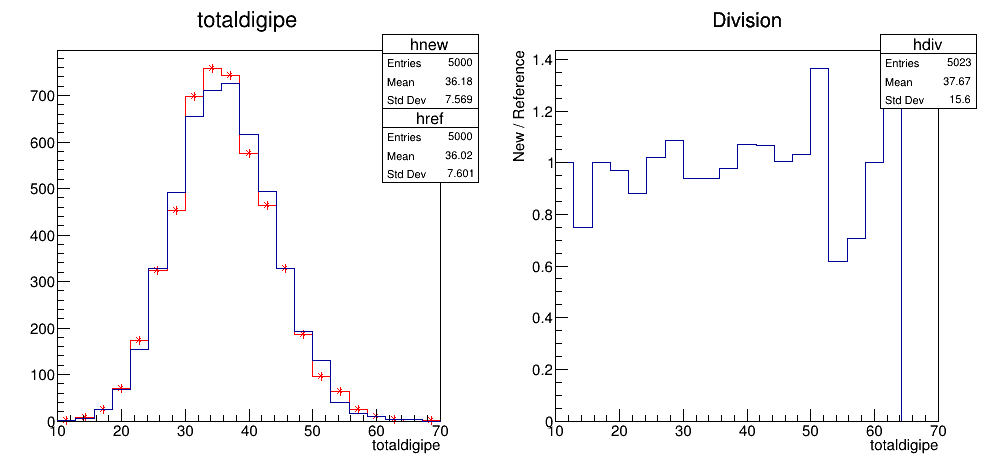 totaldigipe
hnew
Entries 5000
Mean 36.18
Std Dev 7.569
href
Entries 5000
Mean 36.02
Std Dev 7.601
700
600
500
400
300
200
100
0
10 20 30 40 50 60 70
totaldigipe
Division
hdiv
Entries 5023
Mean 37.67
Std Dev 15.6
New / Reference
1.4
1.2
1
0.8
0.6
0.4
0.2
0
10 20 30 40 50 60 70
totaldigipe